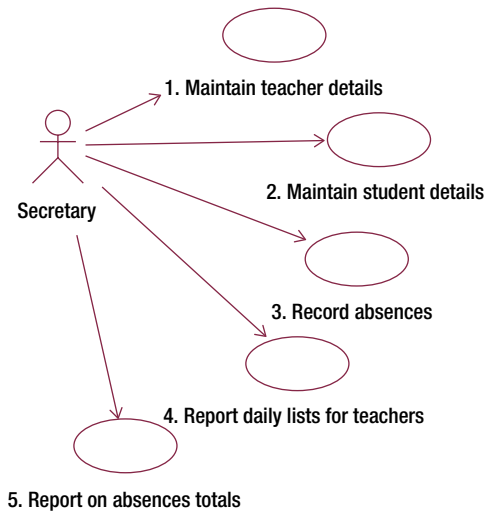 1. Maintain teacher details
2. Maintain student details
Secretary
3. Record absences
4. Report daily lists for teachers
5. Report on absences totals